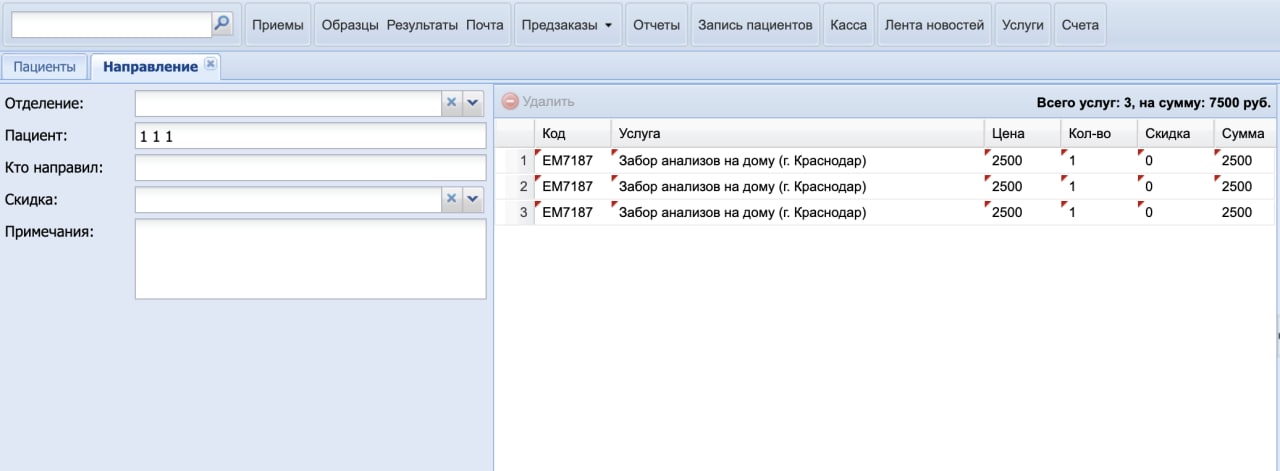 Приемы Образцы Результаты Почта Предзаказы Отчеты Запись пациентов Касса Лента новостей Услуги Счета
Пациенты Направление
Отделение:
Пациент: 1 1 1
Кто направил:
Скидка:
Примечания:
Удалить Всего услуг: 3, на сумму: 7500 руб.
Код Услуга Цена Кол-во Скидка Сумма
1 EM7187 Забор анализов на дому (г. Краснодар) 2500 1 0 2500
2 EM7187 Забор анализов на дому (г. Краснодар) 2500 1 0 2500
3 EM7187 Забор анализов на дому (г. Краснодар) 2500 1 0 2500